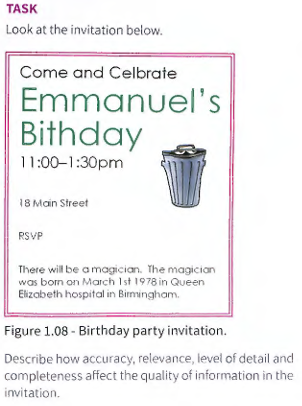 TASK
Look at the invitation below.
Come and Celbrate
Emmanuel's
Bithday
11:00–1:30pm
18 Main Street
RSVP
There will be a magician. The magician
was born on March 1st 1978 in Queen
Elizabeth hospital in Birmingham.
Figure 1.08 - Birthday party invitation.
Describe how accuracy, relevance, level of detail and
completeness affect the quality of information in the
invitation.